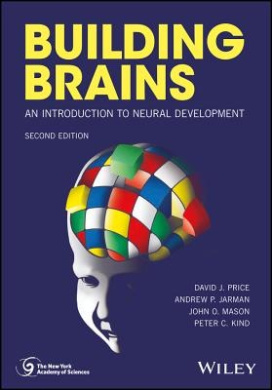 BUILDING
BRAINS
AN INTRODUCTION TO NEURAL DEVELOPMENT
SECOND EDITION
DAVID J. PRICE
ANDREW P. JARMAN
JOHN O. MASON
PETER C. KIND
The New York
Academy of Sciences
WILEY